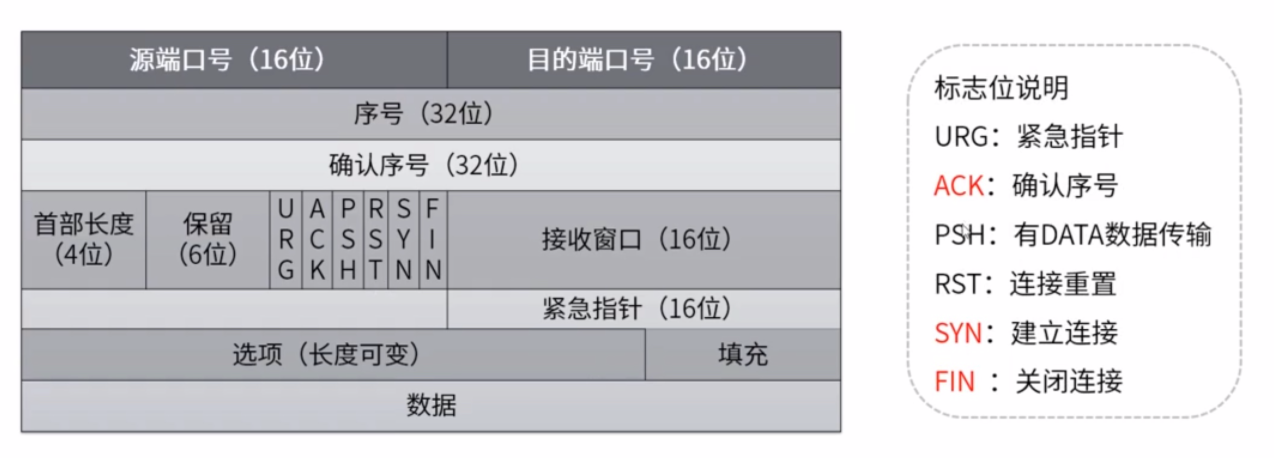 源端口号（16位）
目的端口号（16位）
序号（32位）
确认序号（32位）
首部长度
（4位）
保留
（6位）
URG
ACK
PSH
RST
SYN
FIN
接收窗口（16位）
紧急指针（16位）
选项（长度可变）
填充
数据
标志位说明
URG：紧急指针
ACK：确认序号
PSH：有DATA数据传输
RST：连接重置
SYN：建立连接
FIN ：关闭连接